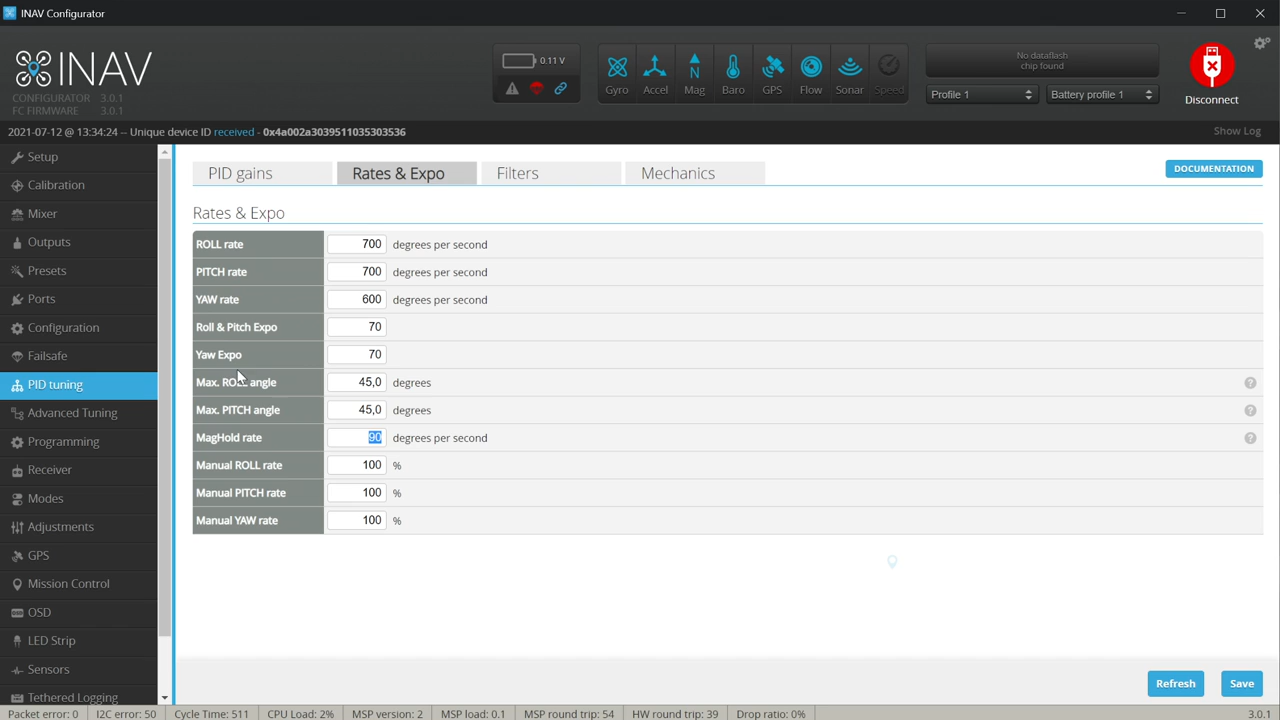 INAV Configurator
INAV
CONFIGURATOR 3.0.1
FC FIRMWARE 3.0.1
0.11 V
Gyro Accel Mag Baro GPS Flow Sonar Speed
No dataflash
chip found
Profile 1 Battery profile 1
Disconnect
2021-07-12 @ 13:34:24 -- Unique device ID received - 0x4a002a3039511035303536
Show Log
Setup
Calibration
Mixer
Outputs
Presets
Ports
Configuration
Failsafe
PID tuning
Advanced Tuning
Programming
Receiver
Modes
Adjustments
GPS
Mission Control
OSD
LED Strip
Sensors
Tethered Logging
PID gains Rates & Expo Filters Mechanics
DOCUMENTATION
Rates & Expo
ROLL rate 700 degrees per second
PITCH rate 700 degrees per second
YAW rate 600 degrees per second
Roll & Pitch Expo 70
Yaw Expo 70
Max. ROLL angle 45,0 degrees ?
Max. PITCH angle 45,0 degrees ?
MagHold rate 90 degrees per second ?
Manual ROLL rate 100 %
Manual PITCH rate 100 %
Manual YAW rate 100 %
Refresh Save
Packet error: 0 I2C error: 50 Cycle Time: 511 CPU Load: 2% MSP version: 2 MSP load: 0.1 MSP round trip: 54 HW round trip: 39 Drop ratio: 0% 3.0.1